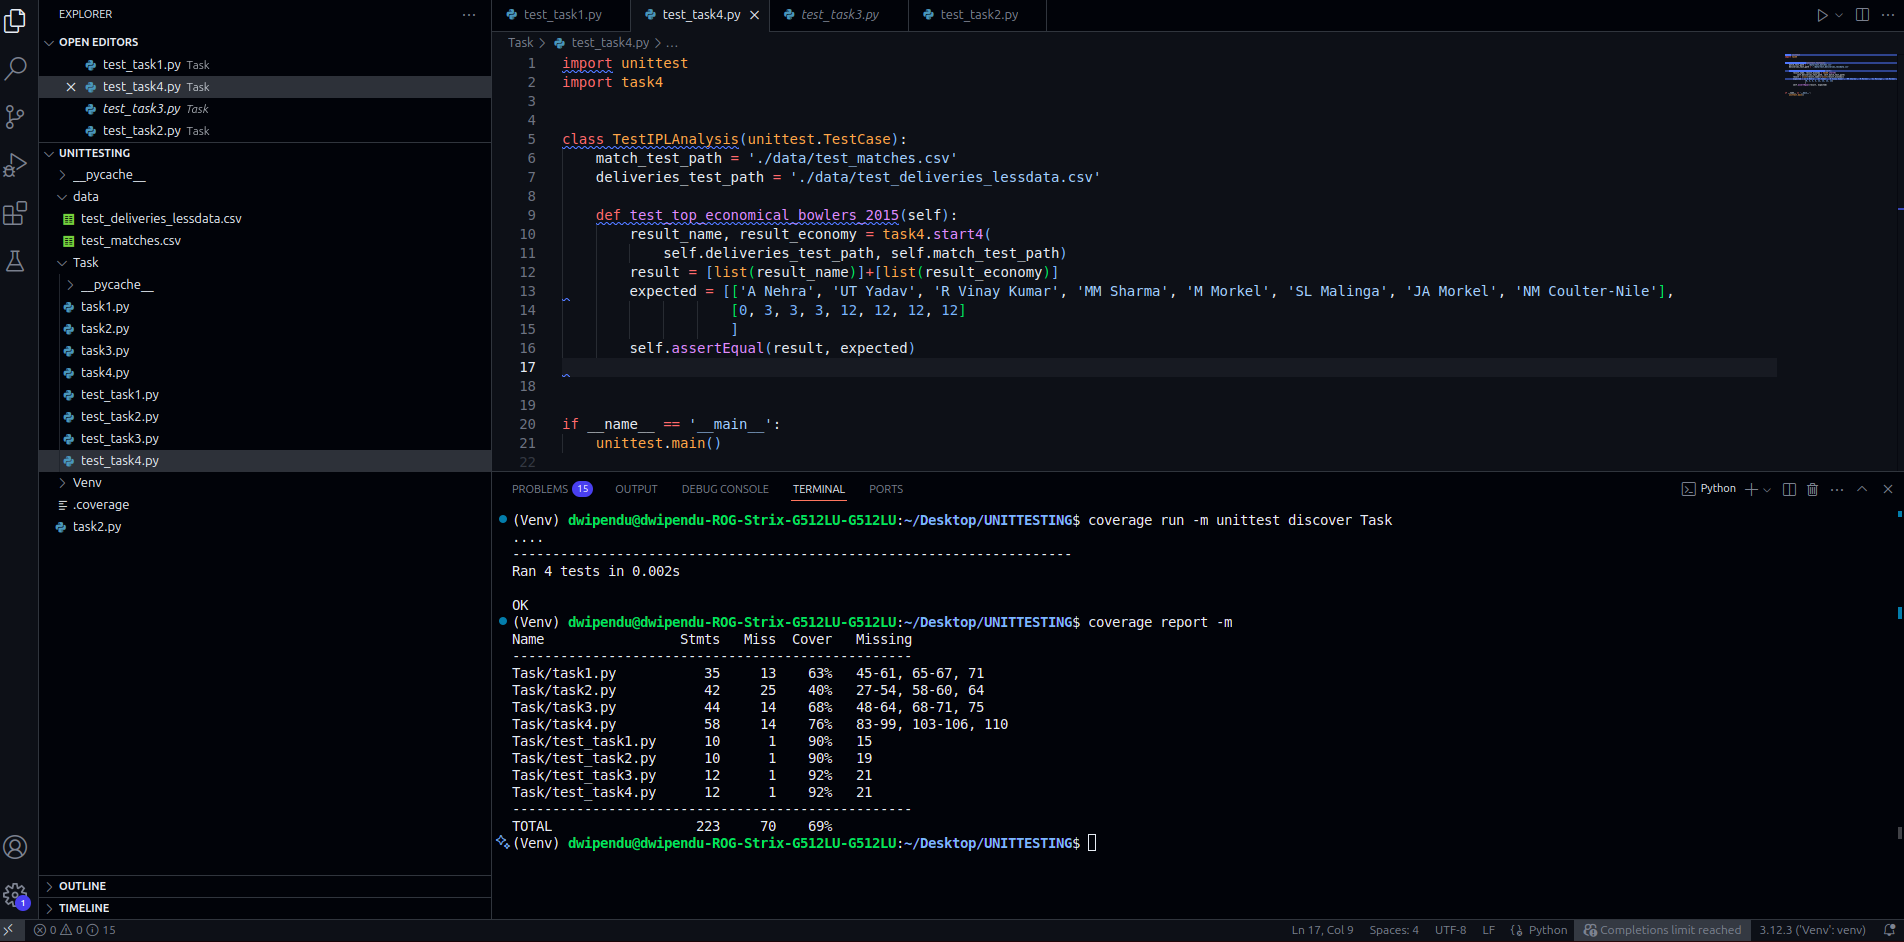 EXPLORER
OPEN EDITORS
test_task1.py Task
test_task4.py Task
test_task3.py Task
test_task2.py Task
UNITTESTING
__pycache__
data
test_deliveries_lessdata.csv
test_matches.csv
Task
__pycache__
task1.py
task2.py
task3.py
task4.py
test_task1.py
test_task2.py
test_task3.py
test_task4.py
Venv
.coverage
task2.py
OUTLINE
TIMELINE
test_task1.py test_task4.py test_task3.py test_task2.py
Task > test_task4.py > ...
1 import unittest
2 import task4
3
4
5 class TestIPLAnalysis(unittest.TestCase):
6 match_test_path = './data/test_matches.csv'
7 deliveries_test_path = './data/test_deliveries_lessdata.csv'
8
9 def test_top_economical_bowlers_2015(self):
10 result_name, result_economy = task4.start4(
11 self.deliveries_test_path, self.match_test_path)
12 result = [list(result_name)]+[list(result_economy)]
13 expected = [['A Nehra', 'UT Yadav', 'R Vinay Kumar', 'MM Sharma', 'M Morkel', 'SL Malinga', 'JA Morkel', 'NM Coulter-Nile'],
14 [0, 3, 3, 3, 12, 12, 12, 12]
15 ]
16 self.assertEqual(result, expected)
17
18
19
20 if __name__ == '__main__':
21 unittest.main()
22
PROBLEMS 15 OUTPUT DEBUG CONSOLE TERMINAL PORTS Python
(Venv) dwipendu@dwipendu-ROG-Strix-G512LU-G512LU:~/Desktop/UNITTESTING$ coverage run -m unittest discover Task
....
----------------------------------------------------------------------
Ran 4 tests in 0.002s
OK
(Venv) dwipendu@dwipendu-ROG-Strix-G512LU-G512LU:~/Desktop/UNITTESTING$ coverage report -m
Name Stmts Miss Cover Missing
--------------------------------------------------
Task/task1.py 35 13 63% 45-61, 65-67, 71
Task/task2.py 42 25 40% 27-54, 58-60, 64
Task/task3.py 44 14 68% 48-64, 68-71, 75
Task/task4.py 58 14 76% 83-99, 103-106, 110
Task/test_task1.py 10 1 90% 15
Task/test_task2.py 10 1 90% 19
Task/test_task3.py 12 1 92% 21
Task/test_task4.py 12 1 92% 21
--------------------------------------------------
TOTAL 223 70 69%
(Venv) dwipendu@dwipendu-ROG-Strix-G512LU-G512LU:~/Desktop/UNITTESTING$
1
0 0 15 Ln 17, Col 9 Spaces: 4 UTF-8 LF {} Python Completions limit reached 3.12.3 ('Venv': venv)